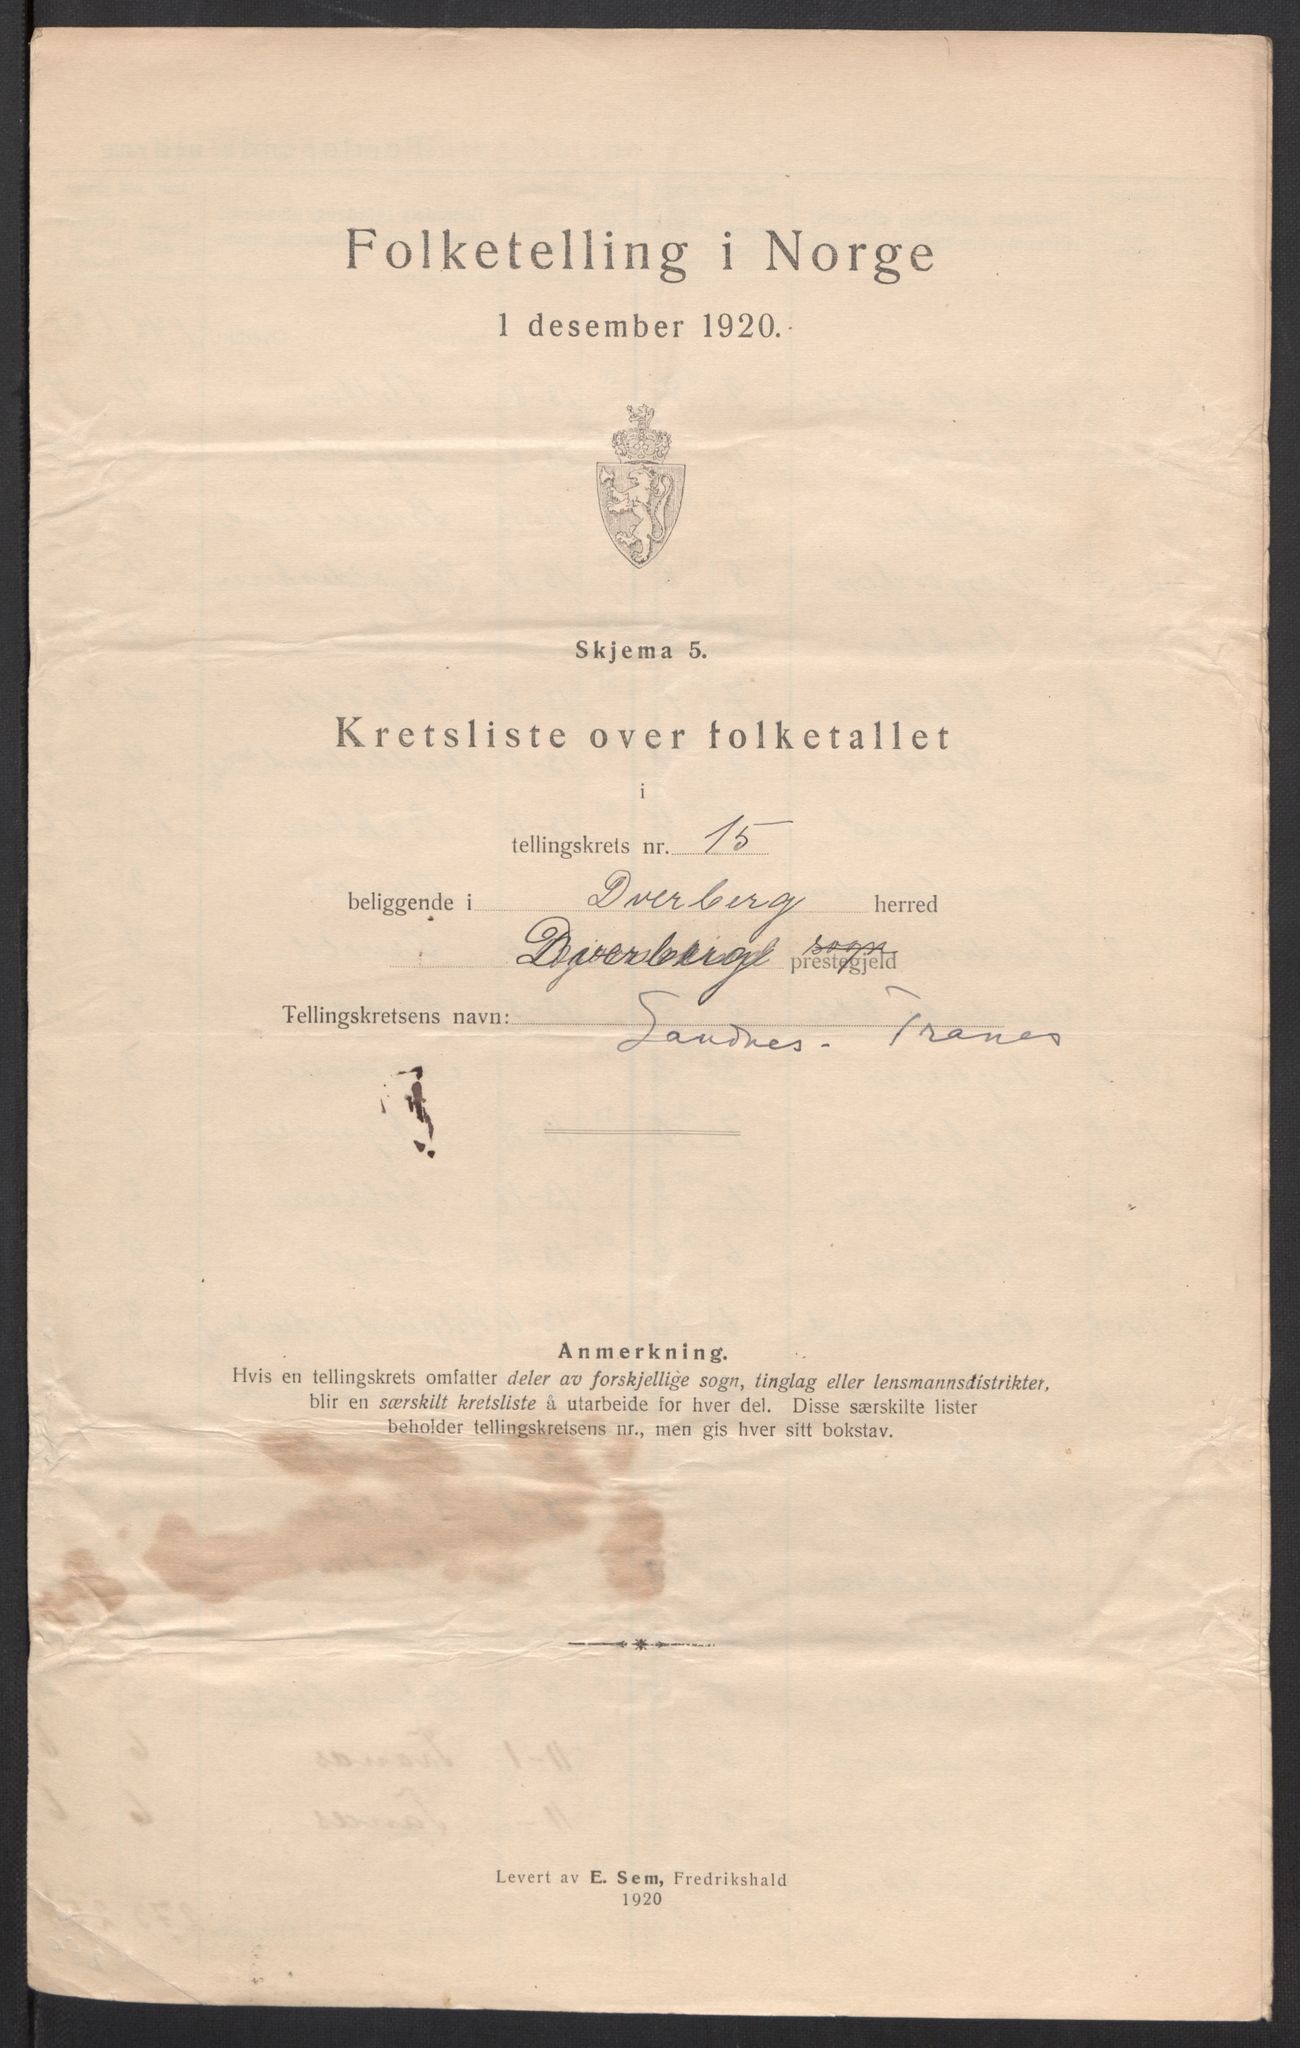 Folketelling i Norge
1 desember 1920.
Skjema 5.
Kretsliste over folketallet
i
tellingskrets nr. 15
beliggende i Dverberg herred
Dverberg sogn prestegjeld
Tellingskretsens navn: Sandnes - Tranes
Anmerkning.
Hvis en tellingskrets omfatter deler av forskjellige sogn, tinglag eller lensmannsdistrikter,
blir en særskilt kretsliste å utarbeide for hver del. Disse særskilte lister
beholder tellingskretsens nr., men gis hver sitt bokstav.
Levert av E. Sem, Fredrikshald
1920